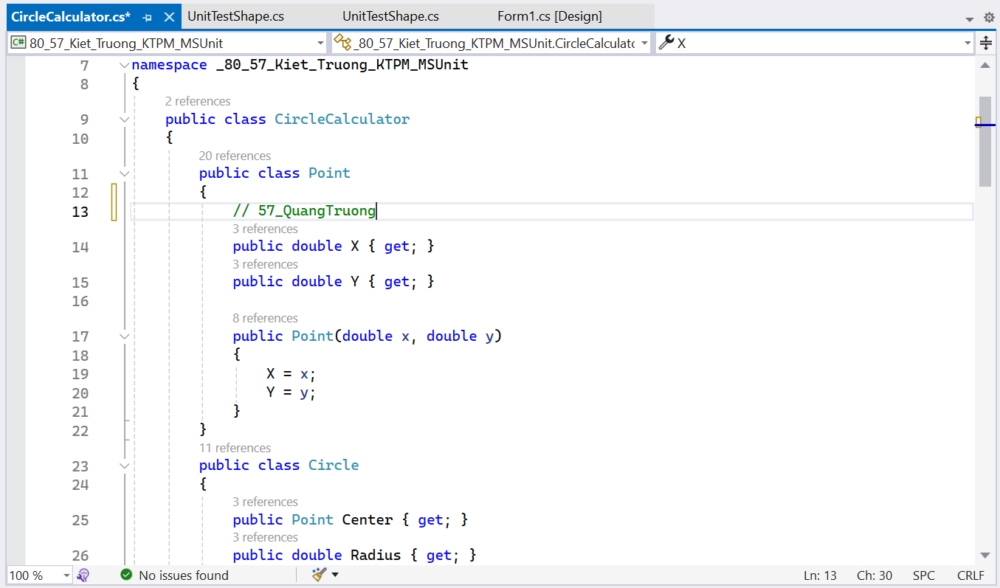 CircleCalculator.cs* UnitTestShape.cs UnitTestShape.cs Form1.cs [Design]
C# 80_57_Kiet_Truong_KTPM_MSUnit _80_57_Kiet_Truong_KTPM_MSUnit.CircleCalculatc X
7 namespace _80_57_Kiet_Truong_KTPM_MSUnit
8 {
2 references
9 public class CircleCalculator
10 {
20 references
11 public class Point
12 {
13 // 57_QuangTruong
3 references
14 public double X { get; }
3 references
15 public double Y { get; }
16
8 references
17 public Point(double x, double y)
18 {
19 X = x;
20 Y = y;
21 }
22 }
11 references
23 public class Circle
24 {
3 references
25 public Point Center { get; }
3 references
26 public double Radius { get; }
100 % No issues found Ln: 13 Ch: 30 SPC CRLF